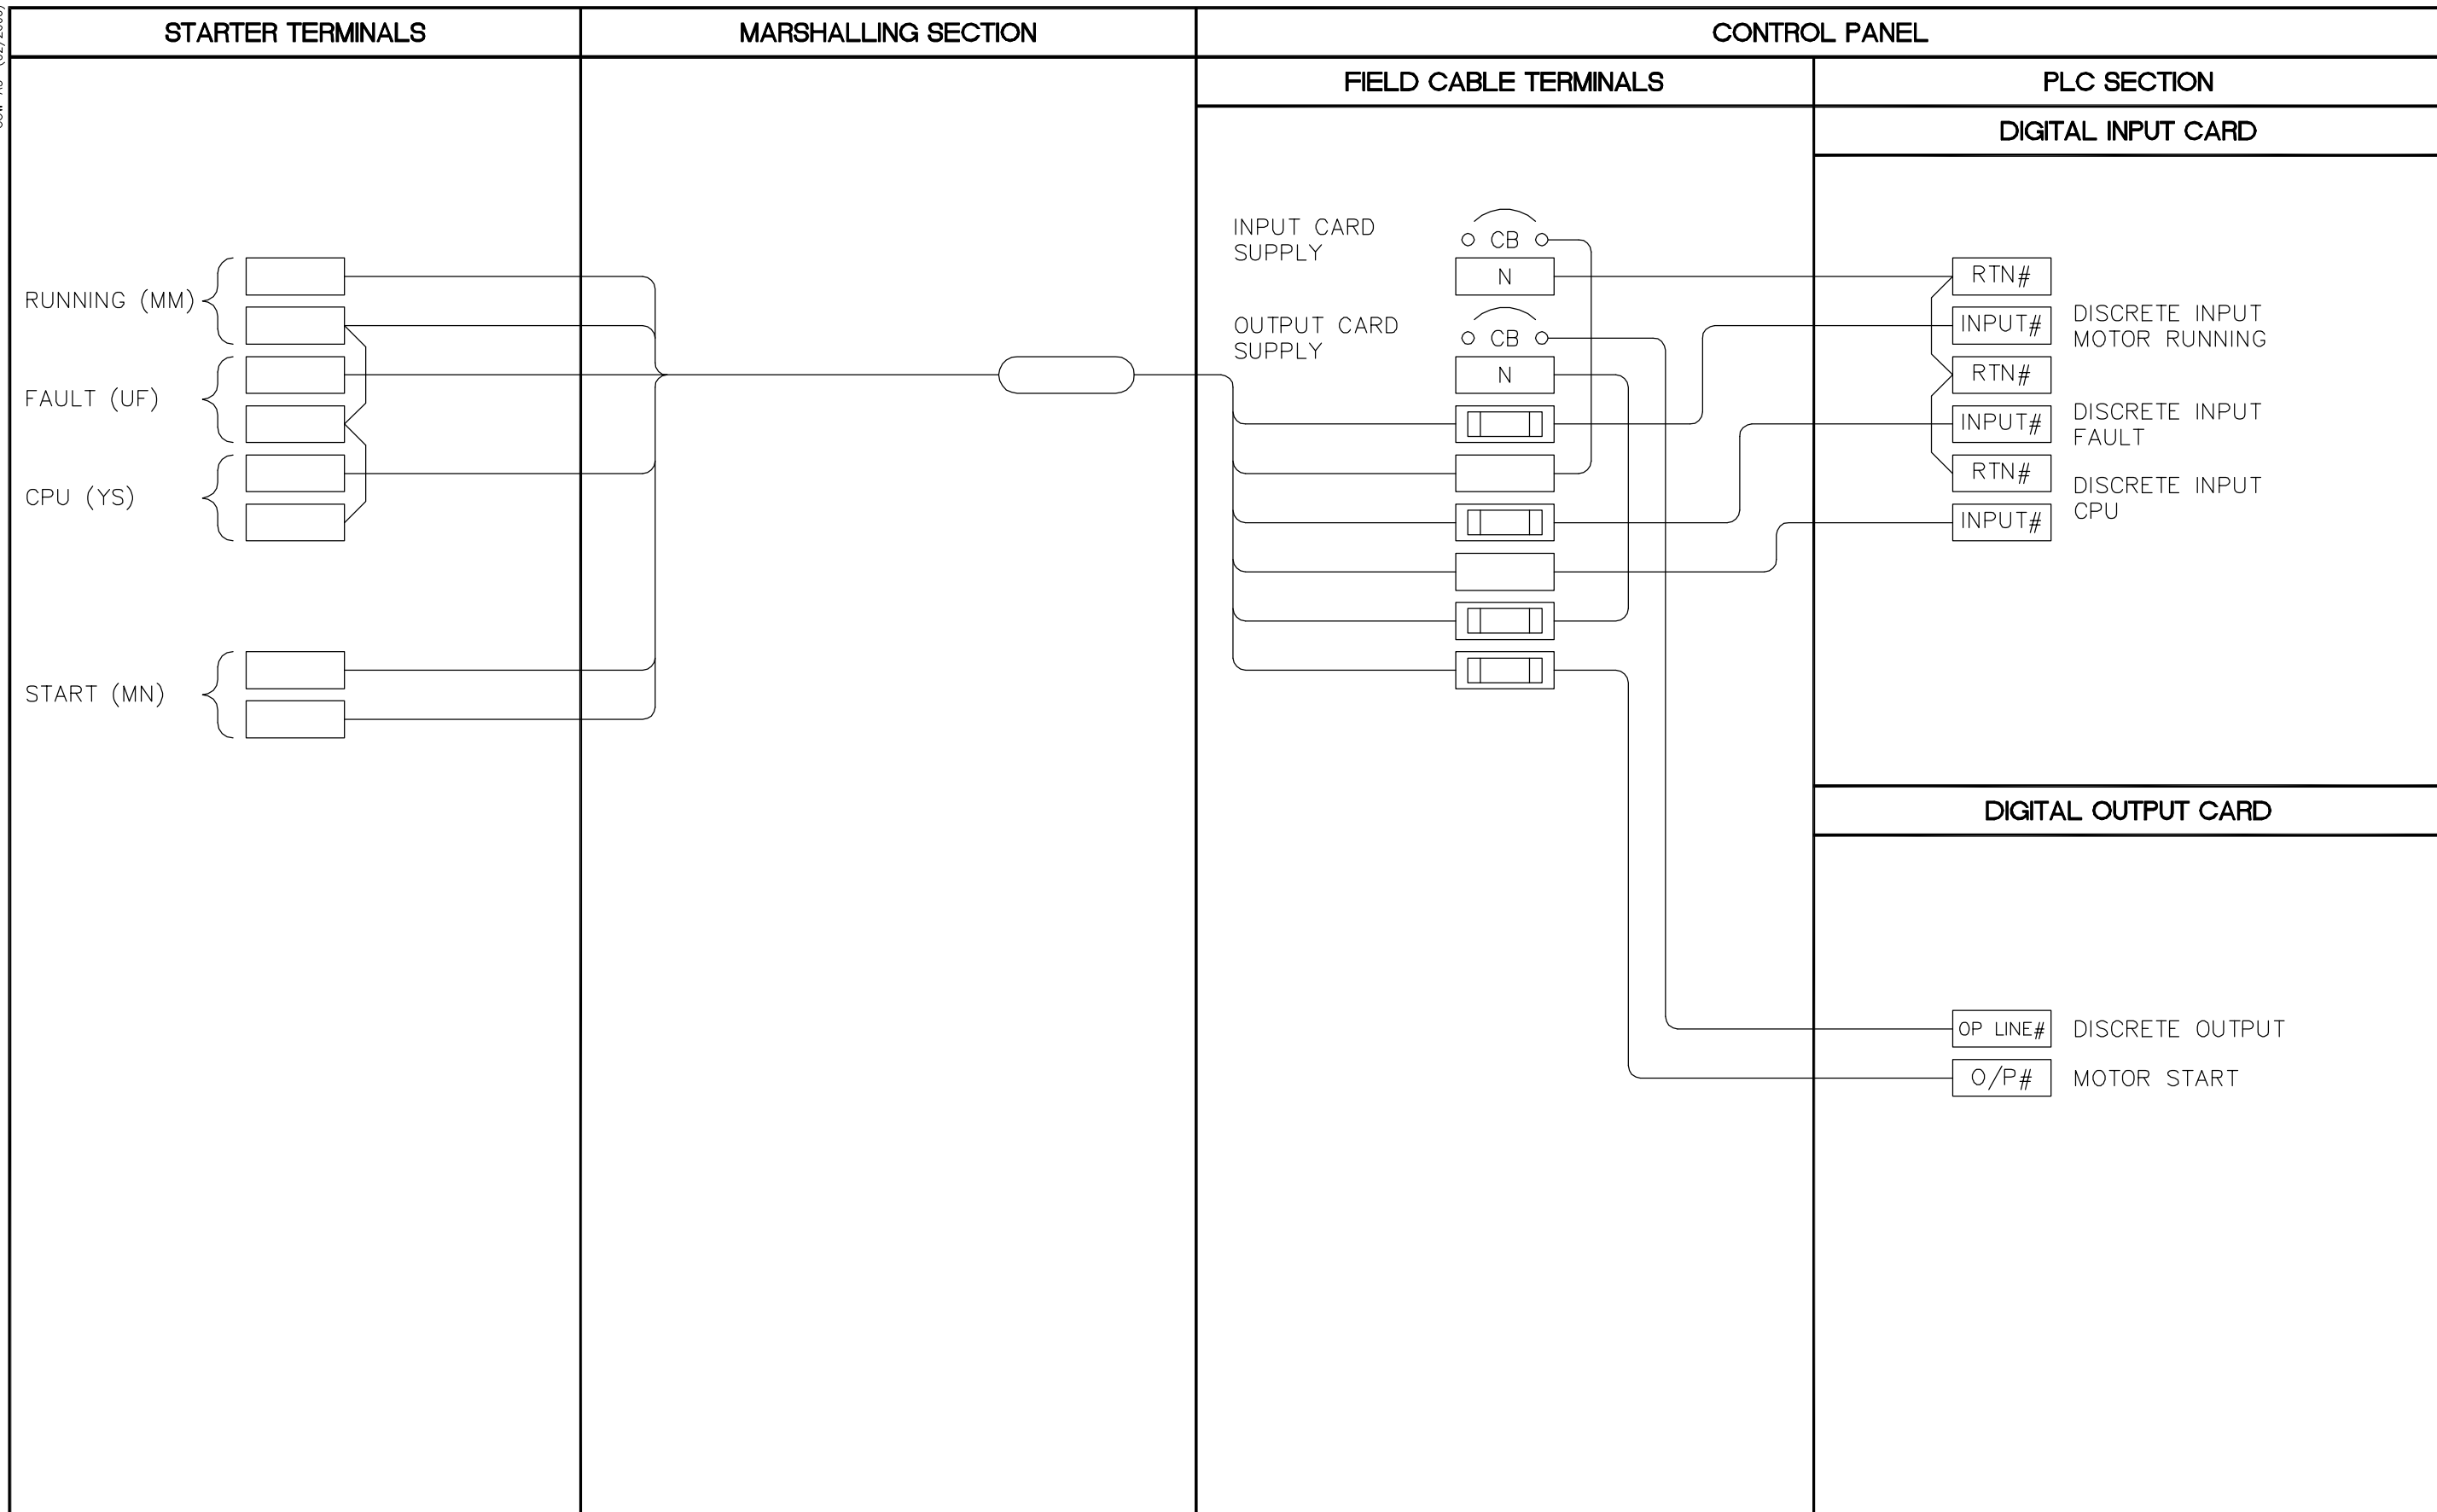 STARTER TERMINALS
MARSHALLING SECTION
CONTROL PANEL
FIELD CABLE TERMINALS
PLC SECTION
DIGITAL INPUT CARD
RUNNING (MM)
FAULT (UF)
CPU (YS)
START (MN)
INPUT CARD
SUPPLY
CB
N
OUTPUT CARD
SUPPLY
CB
N
RTN#
INPUT#
DISCRETE INPUT
MOTOR RUNNING
RTN#
INPUT#
DISCRETE INPUT
FAULT
RTN#
INPUT#
DISCRETE INPUT
CPU
DIGITAL OUTPUT CARD
OP LINE#
DISCRETE OUTPUT
O/P#
MOTOR START